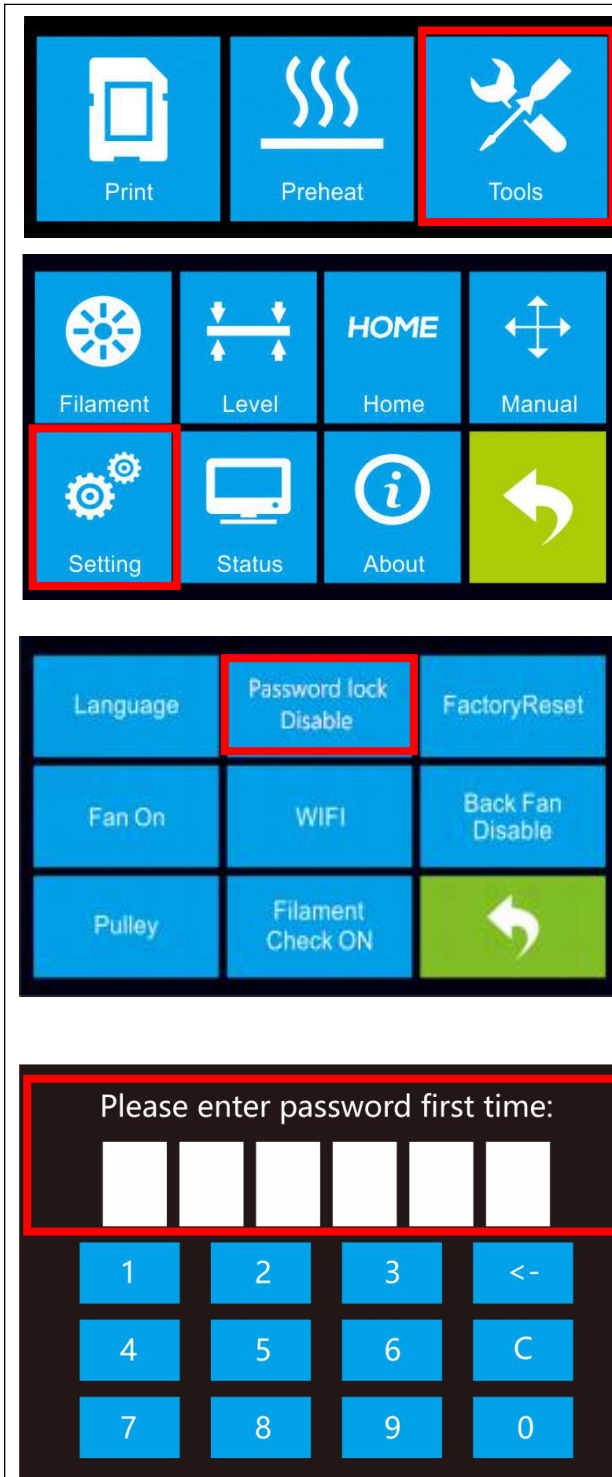 Print Preheat Tools
HOME
Filament Level Home Manual
Setting Status About
Language Password lock Disable FactoryReset
Fan On WIFI Back Fan Disable
Pulley Filament Check ON
Please enter password first time:
1 2 3 <-
4 5 6 C
7 8 9 0